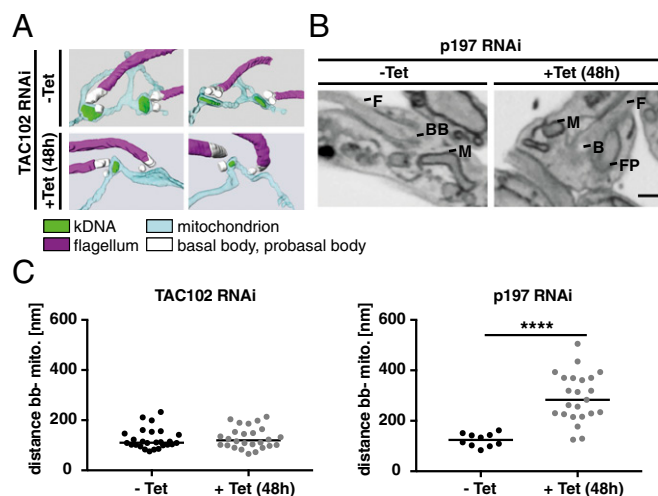 A
TAC102 RNAi
-Tet
+Tet (48h)
kDNA
mitochondrion
flagellum
basal body, probasal body
B
p197 RNAi
-Tet
+Tet (48h)
F
BB
M
F
M
B
FP
C
TAC102 RNAi
distance bb- mito. [nm]
600
400
200
0
- Tet
+ Tet (48h)
p197 RNAi
distance bb- mito. [nm]
600
400
200
0
****
- Tet
+ Tet (48h)